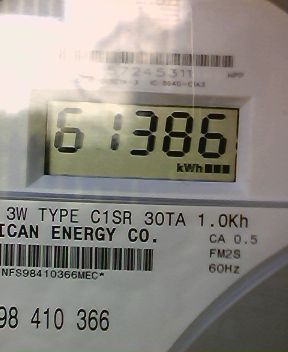 7245311
61386
kWh
3W TYPE C1SR 30TA 1.0Kh
ICAN ENERGY CO.
CA 0.5
FM2S
NFS98410366MEC*
60Hz
98 410 366